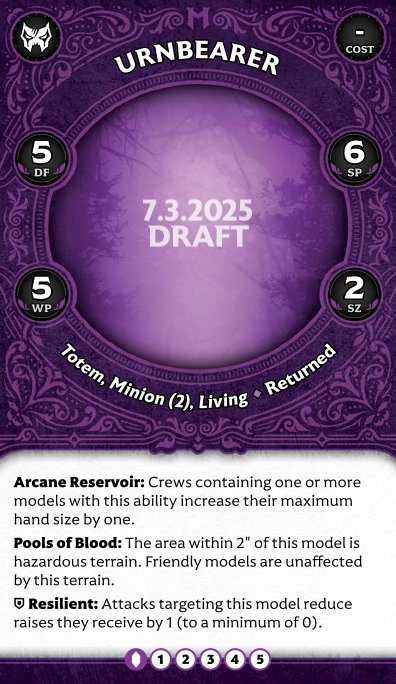 URNBEARER
-
COST
5
DF
6
SP
7.3.2025
DRAFT
5
WP
2
SZ
Totem, Minion (2), Living ◆ Returned
Arcane Reservoir: Crews containing one or more
models with this ability increase their maximum
hand size by one.
Pools of Blood: The area within 2" of this model is
hazardous terrain. Friendly models are unaffected
by this terrain.
Resilient: Attacks targeting this model reduce
raises they receive by 1 (to a minimum of 0).
1 2 3 4 5